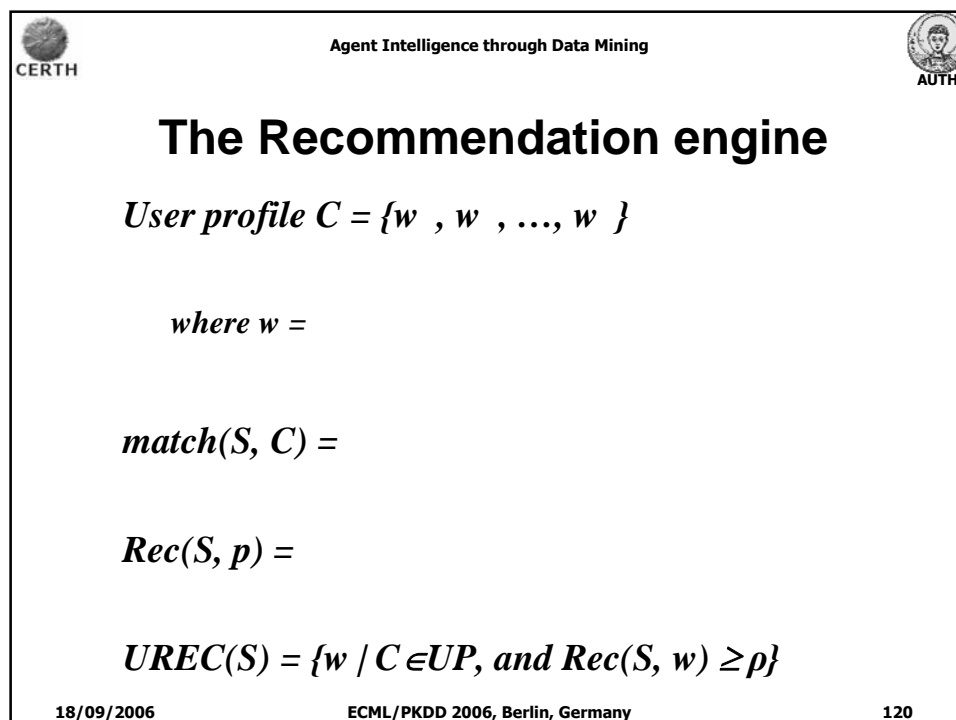 CERTH
Agent Intelligence through Data Mining
AUTH
The Recommendation engine
User profile C = {w , w , …, w }
where w =
match(S, C) =
Rec(S, p) =
UREC(S) = {w | C ∈UP, and Rec(S, w) ≥ρ}
18/09/2006 ECML/PKDD 2006, Berlin, Germany 120